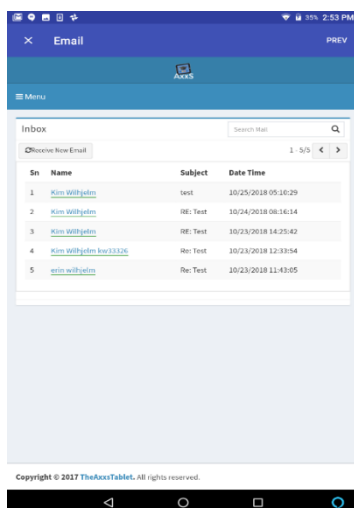 35% 2:53 PM
× Email PREV
AxxS
Menu
Inbox Search Mail
Receive New Email 1 - 5/5
Sn Name Subject Date Time
1 Kim Wilhjelm test 10/25/2018 05:10:29
2 Kim Wilhjelm RE: Test 10/24/2018 08:16:14
3 Kim Wilhjelm RE: Test 10/23/2018 14:25:42
4 Kim Wilhjelm kw33326 Re: Test 10/23/2018 12:33:54
5 erin wilhjelm Re: Test 10/23/2018 11:43:05
Copyright © 2017 TheAxxsTablet. All rights reserved.